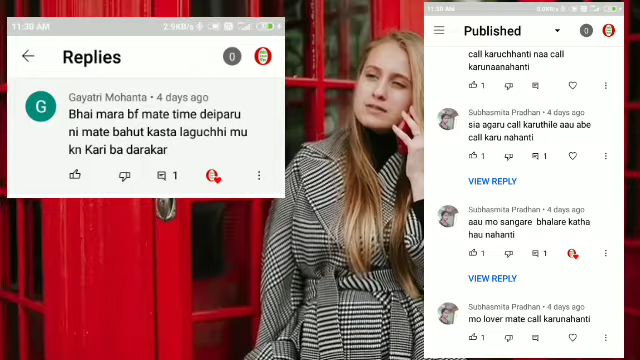 11:30 AM
2.9KB/s
Replies
0
G
Gayatri Mohanta • 4 days ago
Bhai mara bf mate time deiparu
ni mate bahut kasta laguchhi mu
kn Kari ba darakar
1
11:30 AM
Published
0
call karuchhanti naa call
karunaanahanti
1
Subhasmita Pradhan • 4 days ago
sia agaru call karuthile aau abe
call karu nahanti
1
1
VIEW REPLY
Subhasmita Pradhan • 4 days ago
aau mo sangare bhalare katha
hau nahanti
1
1
VIEW REPLY
Subhasmita Pradhan • 4 days ago
mo lover mate call karunahanti
1